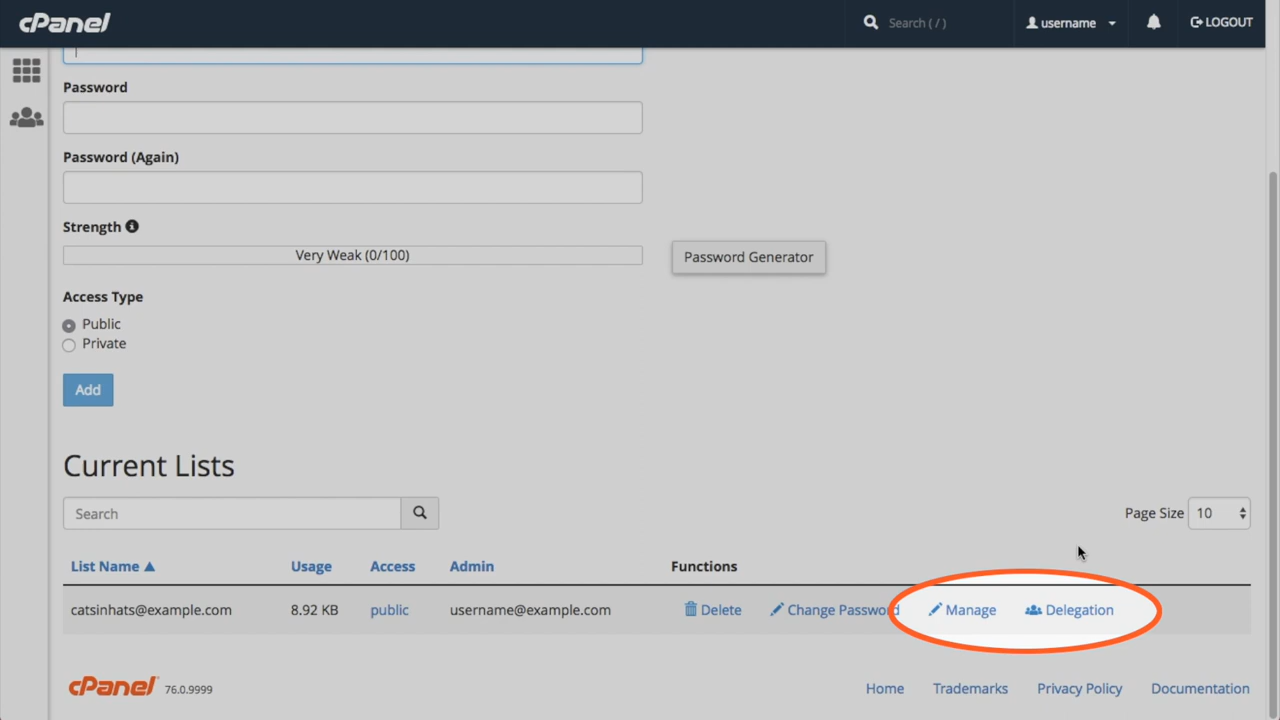 cPanel Search ( / ) username LOGOUT
Password
Password (Again)
Strength
Very Weak (0/100) Password Generator
Access Type
Public
Private
Add
Current Lists
Search Page Size 10
List Name Usage Access Admin Functions
catsinhats@example.com 8.92 KB public username@example.com Delete Change Password Manage Delegation
cPanel 76.0.9999 Home Trademarks Privacy Policy Documentation